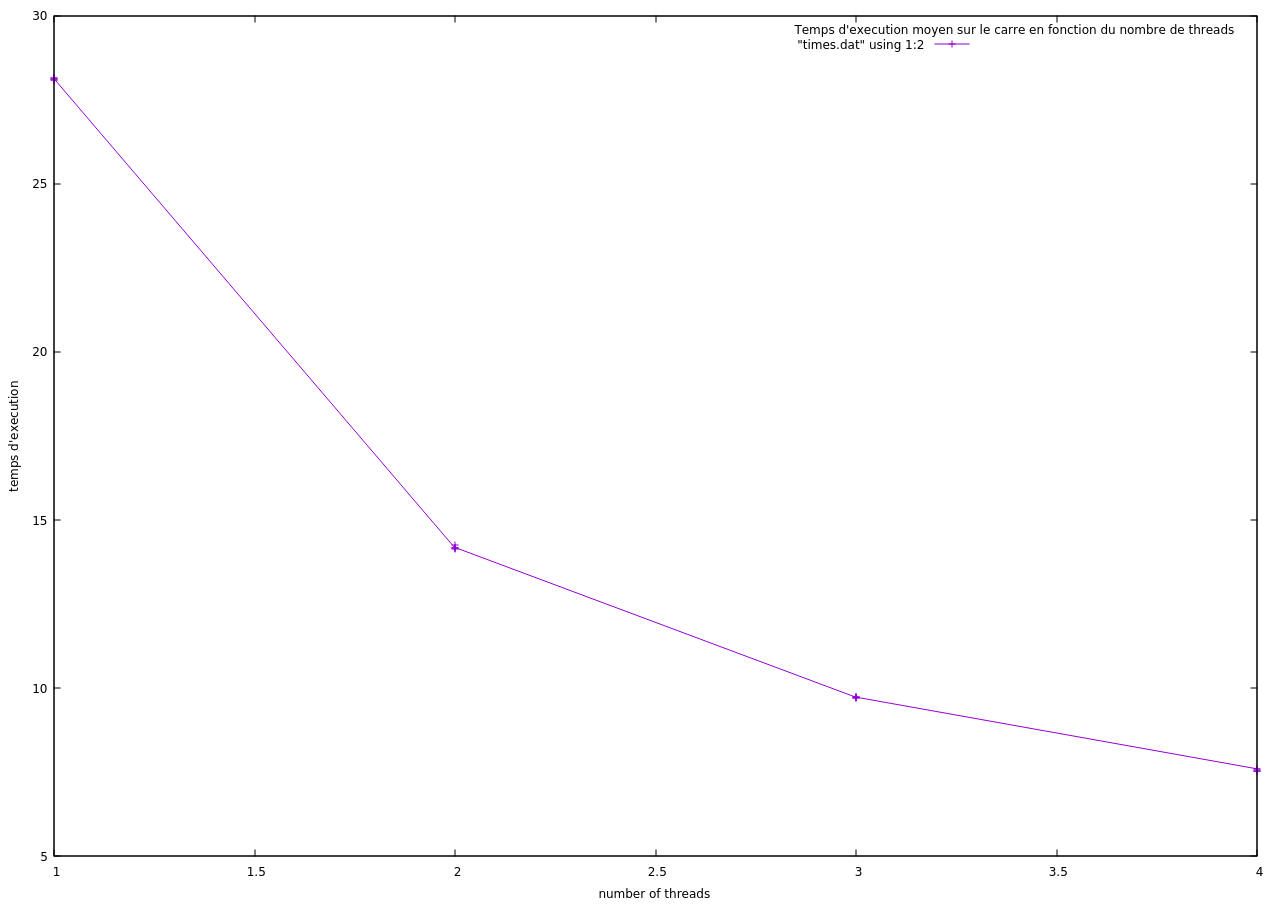 30
Temps d'execution moyen sur le carre en fonction du nombre de threads
"times.dat" using 1:2
25
20
temps d'execution
15
10
5
1 1.5 2 2.5 3 3.5 4
number of threads